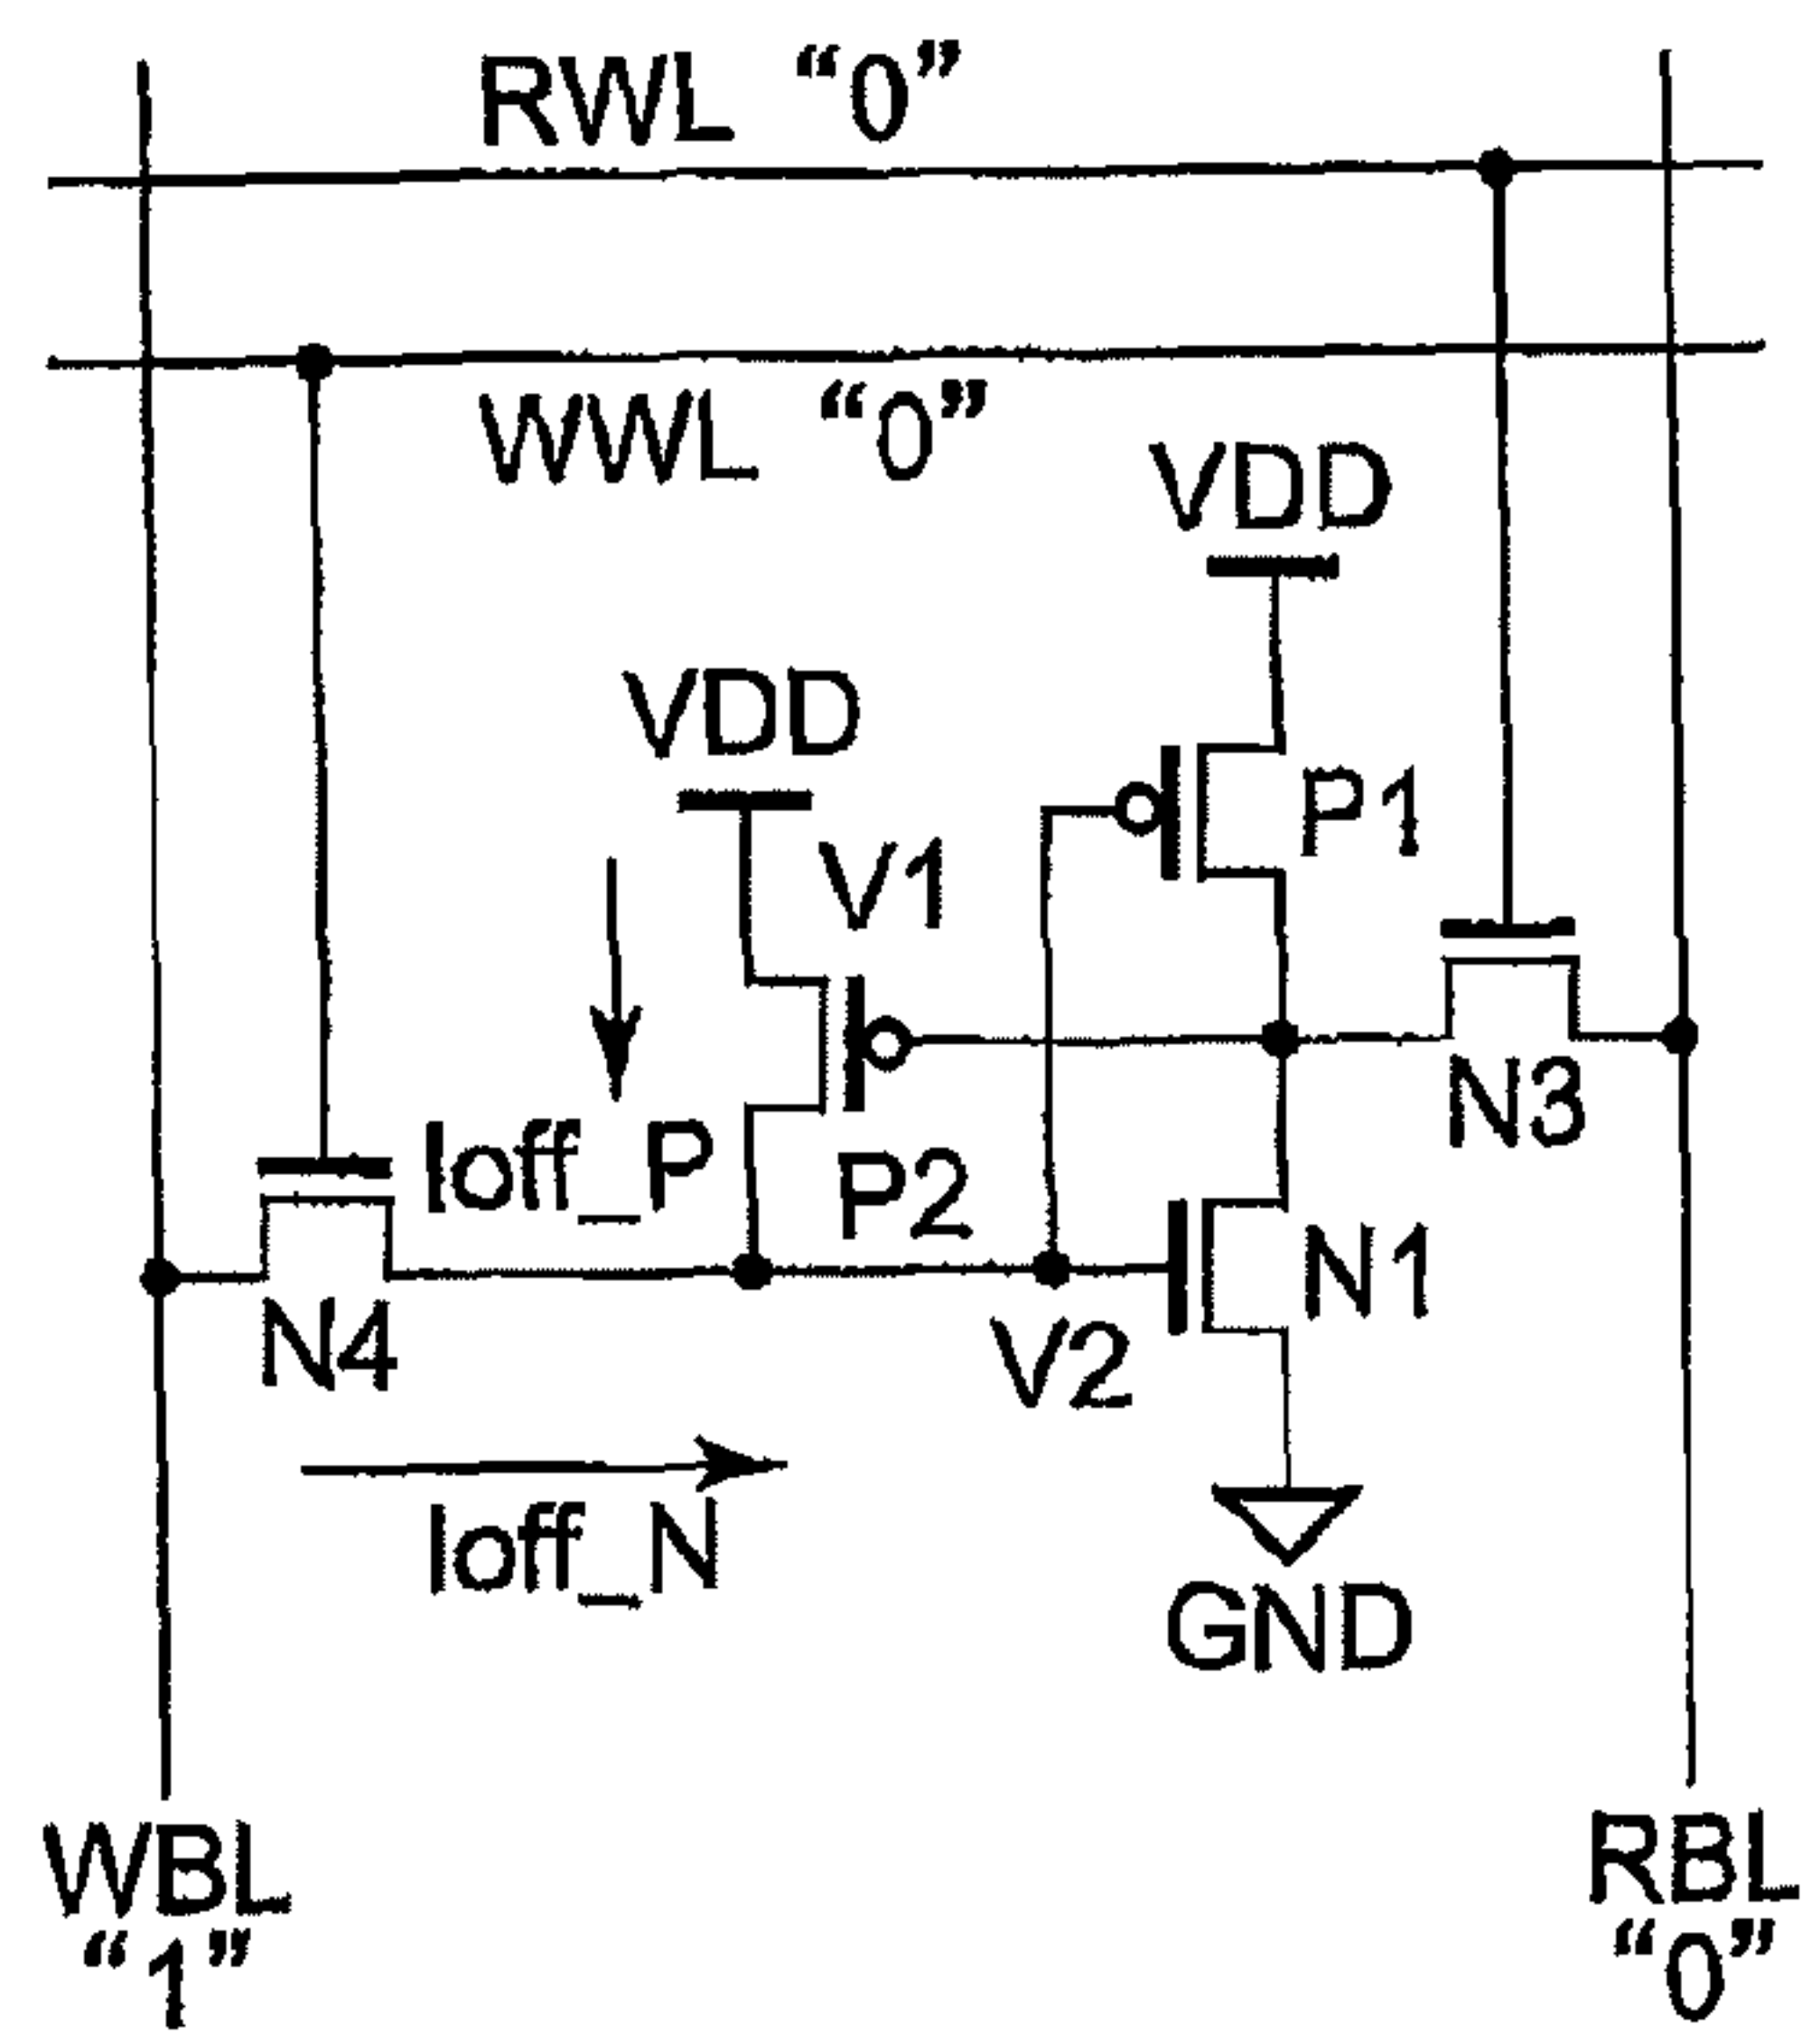 RWL “0”
WWL “0”
VDD
VDD
P1
V1
N3
Ioff_P
P2
N1
N4
V2
Ioff_N
GND
WBL
“1”
RBL
“0”